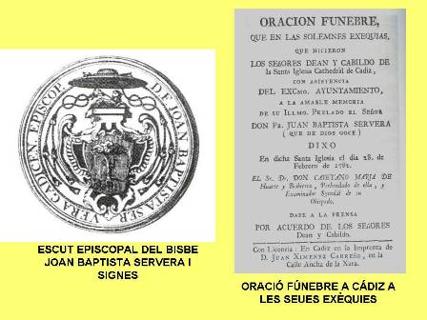 EPISCOP. DE JOAN BAPTISTA SERVERA GADITAN.
ESCUT EPISCOPAL DEL BISBE
JOAN BAPTISTA SERVERA I
SIGNES
ORACION FUNEBRE,
QUE EN LAS SOLEMNES EXEQUIAS,
QUE HICIERON
LOS SEÑORES DEAN Y CABILDO DE
la Santa Iglesia Cathedral de Cadiz,
CON ASISTENCIA
DEL EXCMO. AYUNTAMIENTO,
A LA AMABLE MEMORIA
DE SU ILLMO. PRELADO EL SEÑOR
DON FR. JUAN BAPTISTA SERVERA
( QUE DE DIOS GOCE )
DIXO
En dicha Santa Iglesia el dia 28. de
Febrero de 1782.
EL Sr. Dr. DON CAYETANO MARIA DE
Huarte y Prebendado de ella, y
Examinador Synodal de su
Obispado.
DASE A LA PRENSA
POR ACUERDO DE LOS SEÑORES
Dean y Cabildo.
Con Licencia: En Cadiz en la Imprenta de
D. JUAN XIMENEZ CARREÑO, en
la Calle Ancha de la
ORACIÓ FÚNEBRE A CÁDIZ A
LES SEUES EXÈQUIES